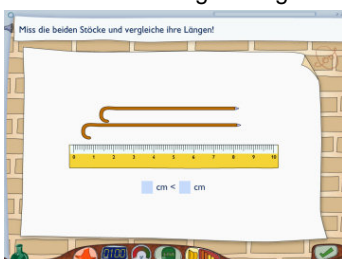 Miss die beiden Stöcke und vergleiche ihre Längen!
0 1 2 3 4 5 6 7 8 9 10
cm < cm